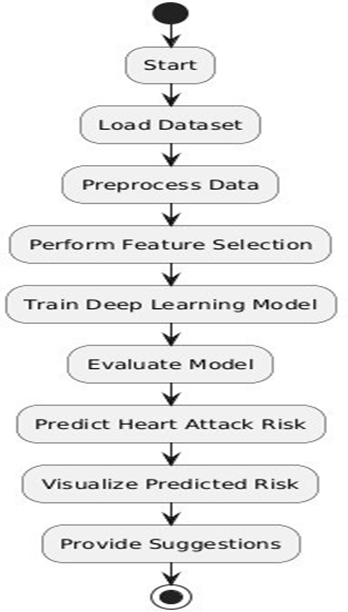 Start
Load Dataset
Preprocess Data
Perform Feature Selection
Train Deep Learning Model
Evaluate Model
Predict Heart Attack Risk
Visualize Predicted Risk
Provide Suggestions